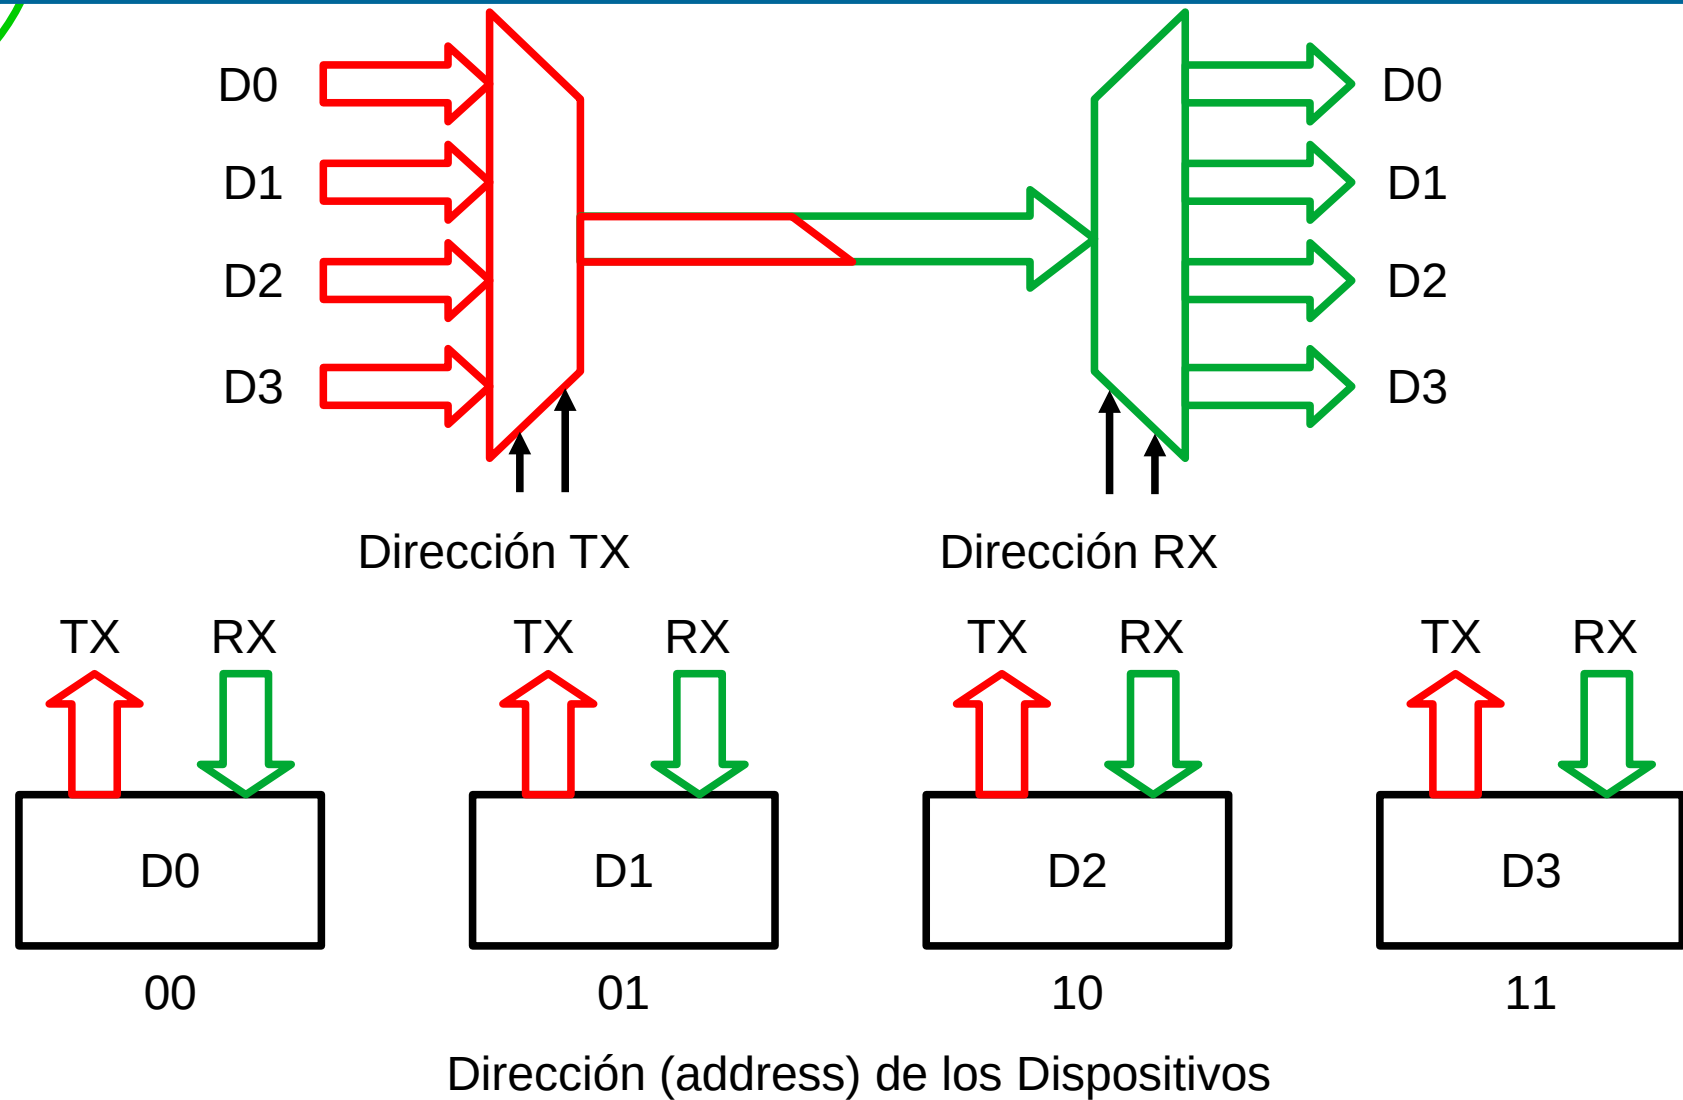 D0 D0
D1 D1
D2 D2
D3 D3
Dirección TX Dirección RX
TX RX TX RX TX RX TX RX
D0 D1 D2 D3
00 01 10 11
Dirección (address) de los Dispositivos